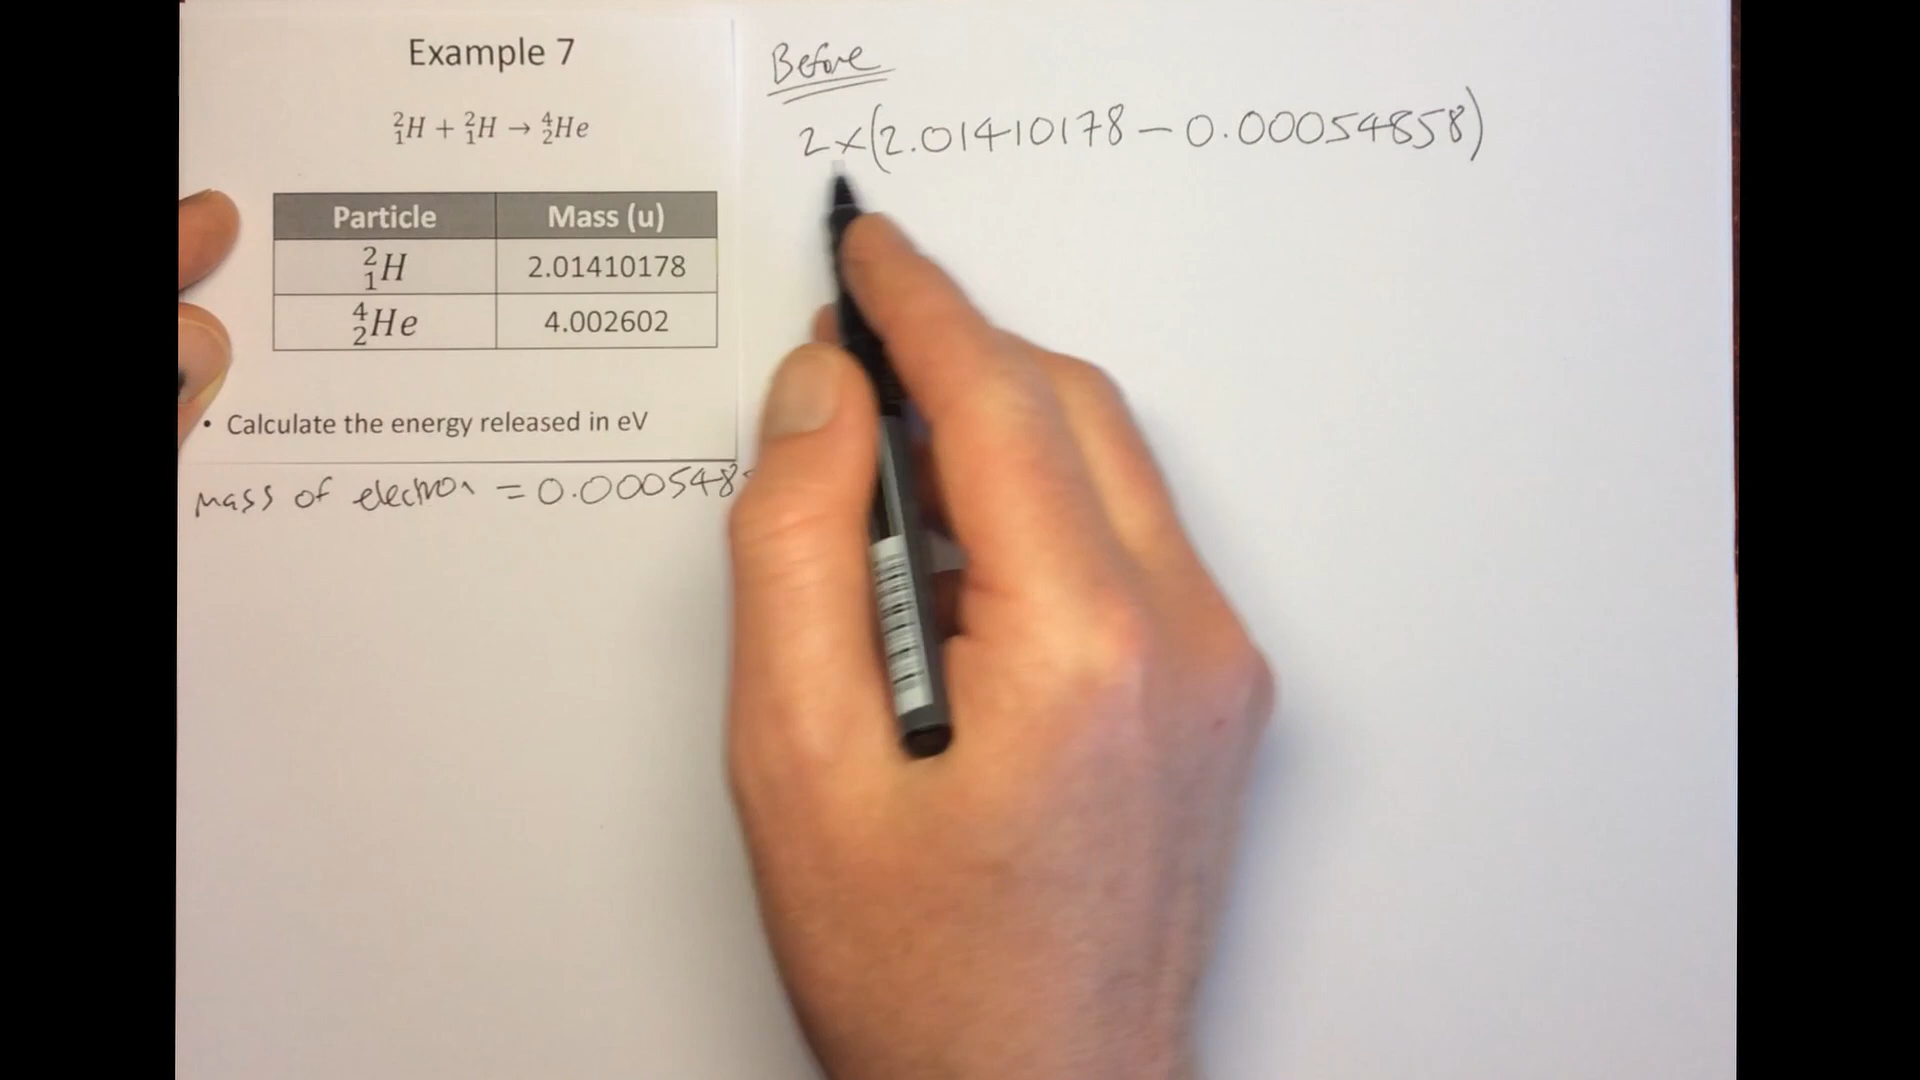 Example 7
²₁H + ²₁H → ⁴₂He
Particle Mass (u)
²₁H 2.01410178
⁴₂He 4.002602
• Calculate the energy released in eV
mass of electron = 0.000548
Before
2×(2.01410178 – 0.00054858)